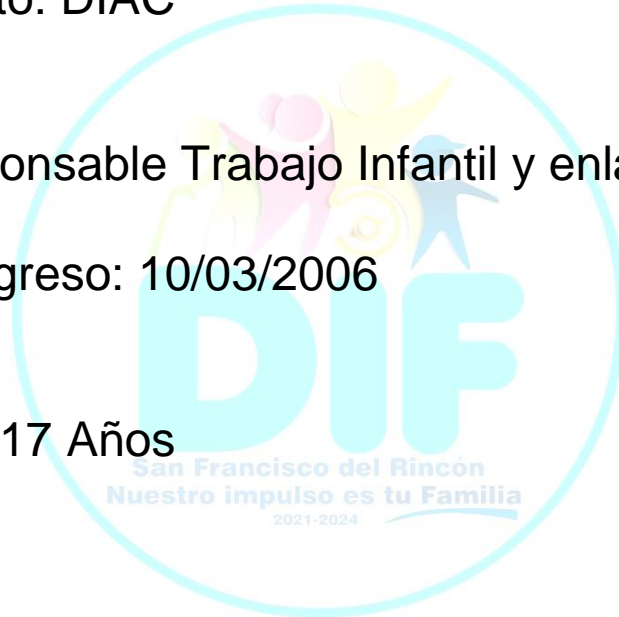 to: DIAC
onsable Trabajo Infantil y enla
greso: 10/03/2006
17 Años
DIF
San Francisco del Rincón
Nuestro impulso es tu Familia
2021-2024